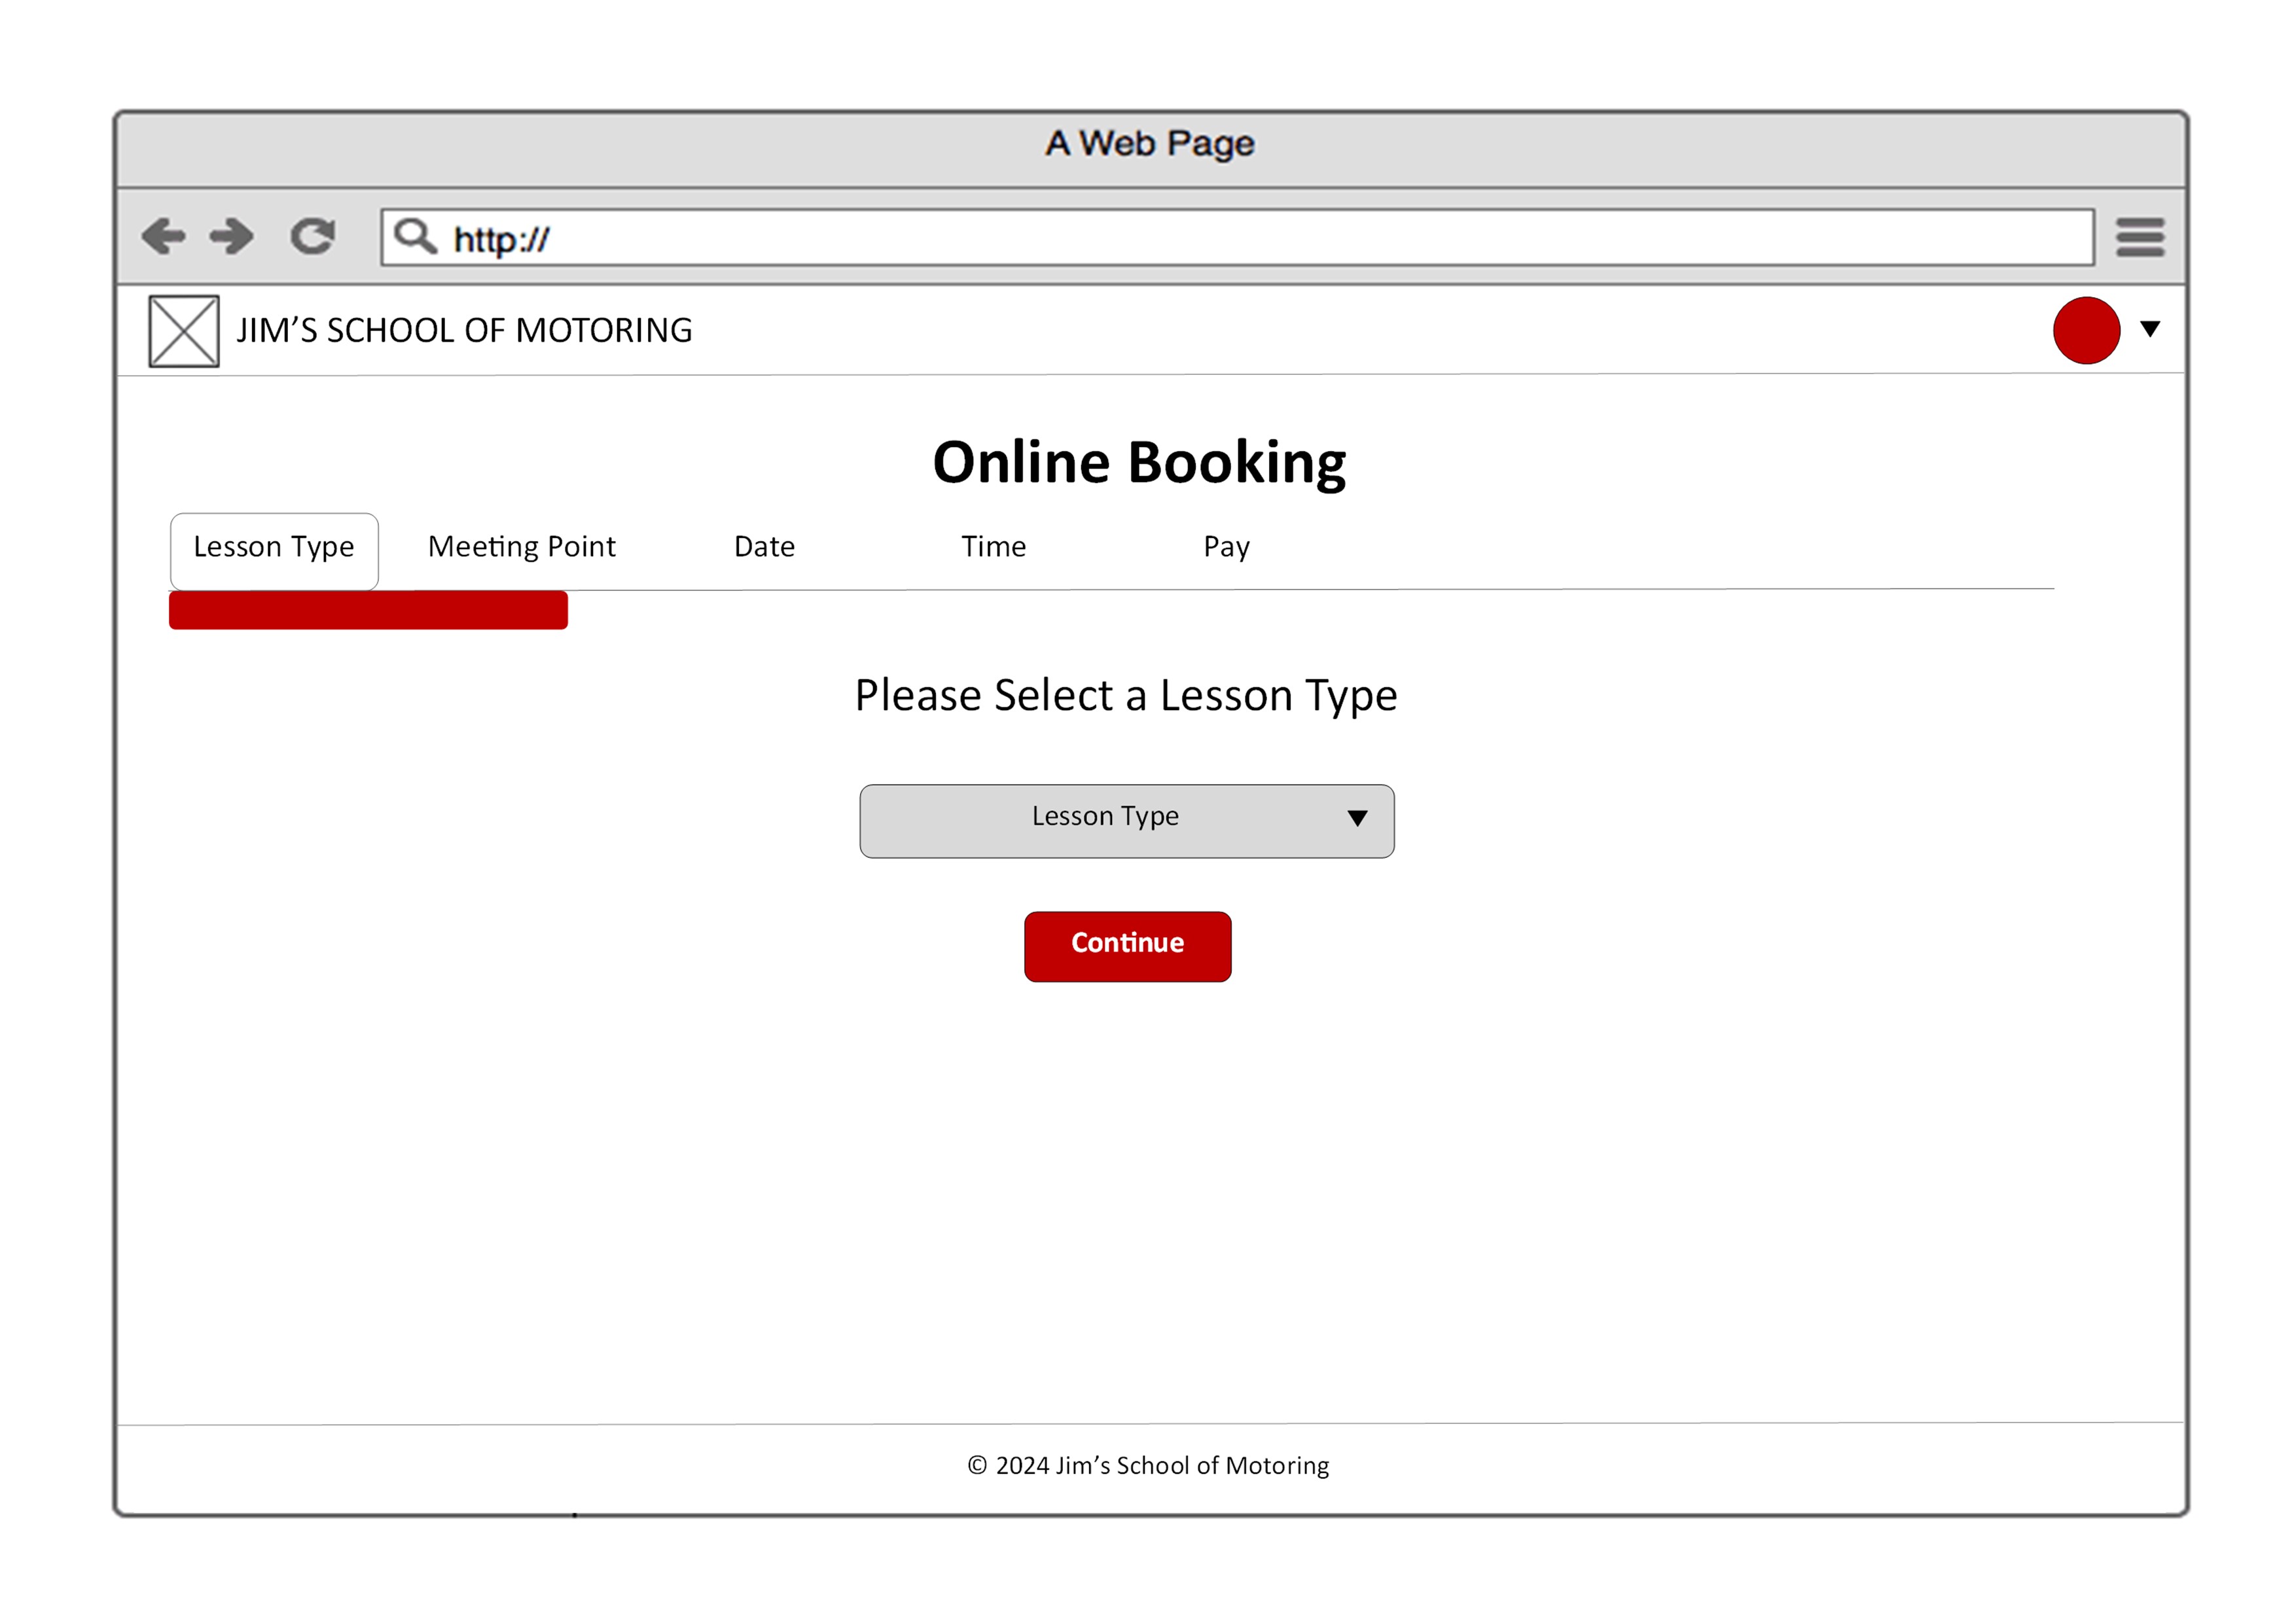 A Web Page
http://
JIM’S SCHOOL OF MOTORING
Online Booking
Lesson Type Meeting Point Date Time Pay
Please Select a Lesson Type
Lesson Type
Continue
© 2024 Jim’s School of Motoring